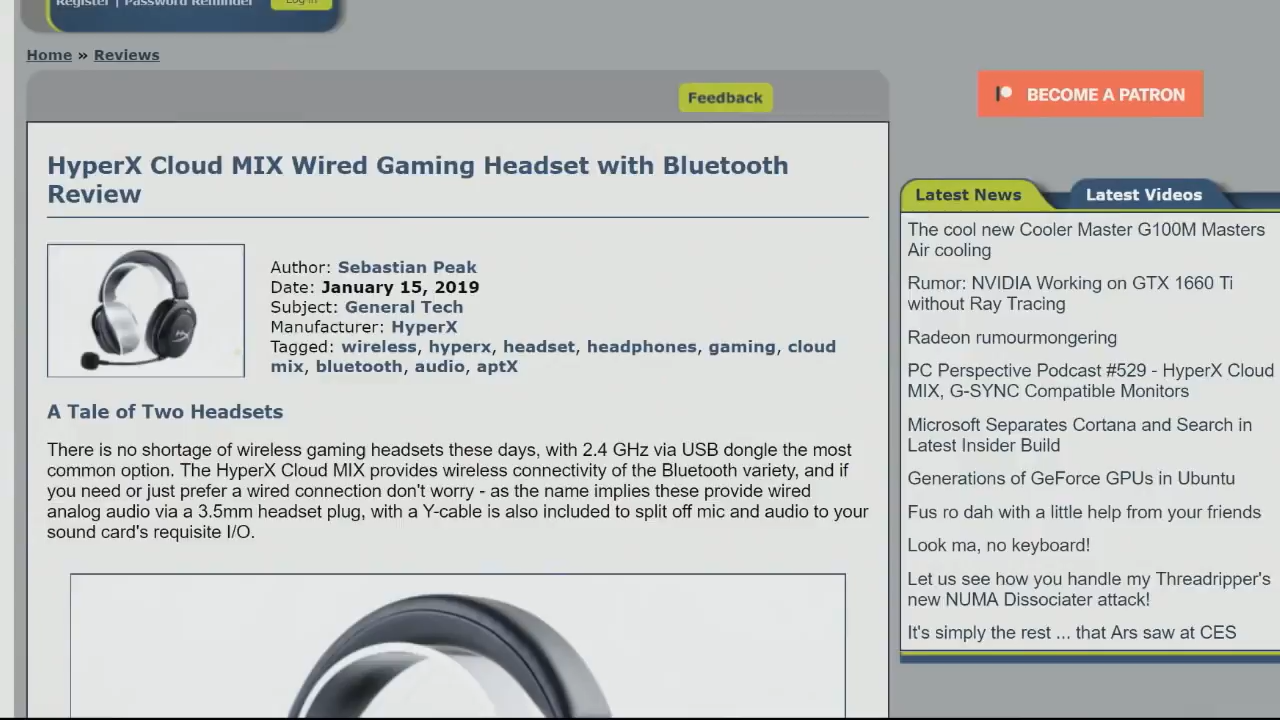 Register | Password Reminder
Log in
Home » Reviews
Feedback
BECOME A PATRON
HyperX Cloud MIX Wired Gaming Headset with Bluetooth
Review
Author: Sebastian Peak
Date: January 15, 2019
Subject: General Tech
Manufacturer: HyperX
Tagged: wireless, hyperx, headset, headphones, gaming, cloud
mix, bluetooth, audio, aptX
A Tale of Two Headsets
There is no shortage of wireless gaming headsets these days, with 2.4 GHz via USB dongle the most
common option. The HyperX Cloud MIX provides wireless connectivity of the Bluetooth variety, and if
you need or just prefer a wired connection don't worry - as the name implies these provide wired
analog audio via a 3.5mm headset plug, with a Y-cable is also included to split off mic and audio to your
sound card's requisite I/O.
Latest News
Latest Videos
The cool new Cooler Master G100M Masters
Air cooling
Rumor: NVIDIA Working on GTX 1660 Ti
without Ray Tracing
Radeon rumourmongering
PC Perspective Podcast #529 - HyperX Cloud
MIX, G-SYNC Compatible Monitors
Microsoft Separates Cortana and Search in
Latest Insider Build
Generations of GeForce GPUs in Ubuntu
Fus ro dah with a little help from your friends
Look ma, no keyboard!
Let us see how you handle my Threadripper's
new NUMA Dissociater attack!
It's simply the rest ... that Ars saw at CES